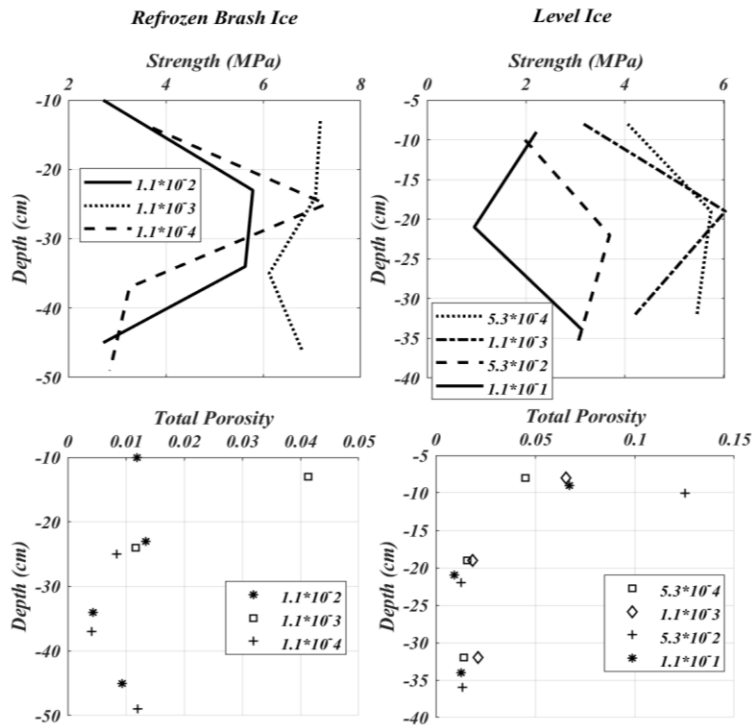 Refrozen Brash Ice
Strength (MPa)
2 4 6 8
-10
-20
-30
-40
-50
Depth (cm)
1.1*10^-2
1.1*10^-3
1.1*10^-4
Level Ice
Strength (MPa)
0 2 4 6
-5
-10
-15
-20
-25
-30
-35
-40
Depth (cm)
5.3*10^-4
1.1*10^-3
5.3*10^-2
1.1*10^-1
Total Porosity
0 0.01 0.02 0.03 0.04 0.05
-10
-20
-30
-40
-50
Depth (cm)
1.1*10^-2
1.1*10^-3
1.1*10^-4
Total Porosity
0 0.05 0.1 0.15
-5
-10
-15
-20
-25
-30
-35
-40
Depth (cm)
5.3*10^-4
1.1*10^-3
5.3*10^-2
1.1*10^-1